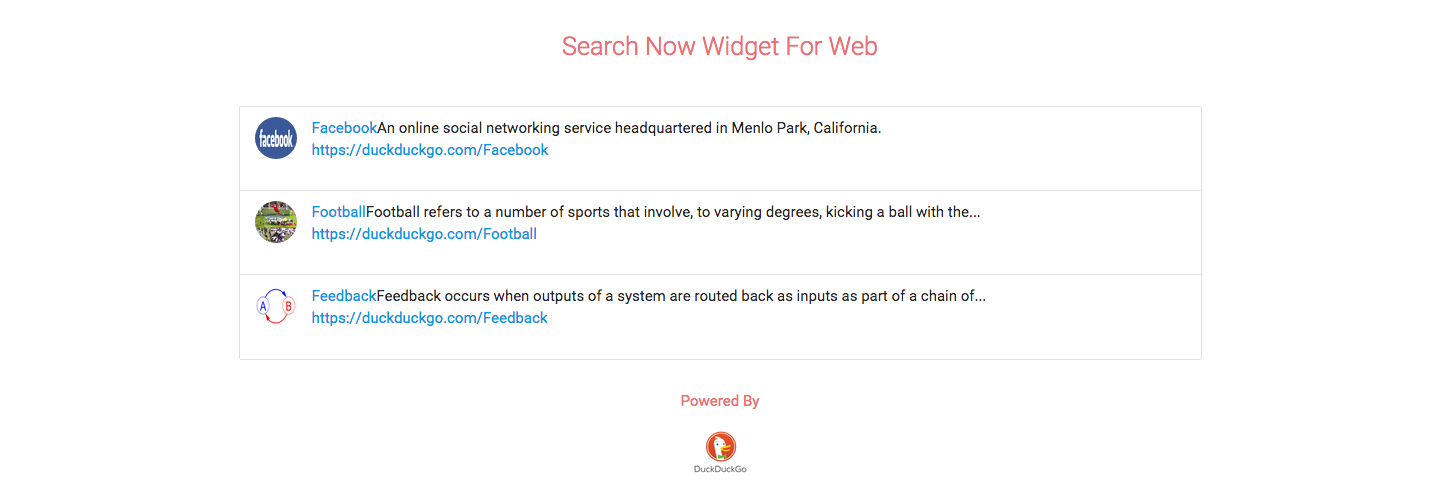 Search Now Widget For Web
facebook
FacebookAn online social networking service headquartered in Menlo Park, California.
https://duckduckgo.com/Facebook
FootballFootball refers to a number of sports that involve, to varying degrees, kicking a ball with the...
https://duckduckgo.com/Football
A B
FeedbackFeedback occurs when outputs of a system are routed back as inputs as part of a chain of...
https://duckduckgo.com/Feedback
Powered By
DuckDuckGo